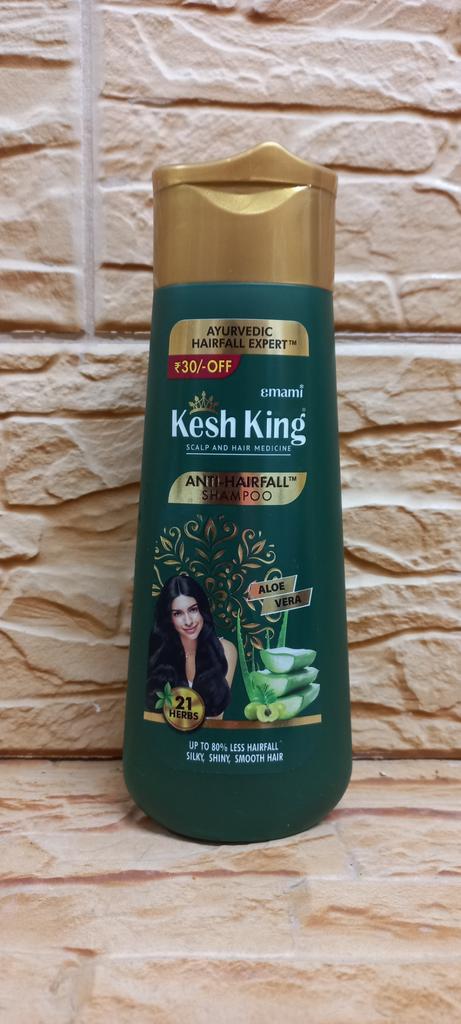 AYURVEDIC
HAIRFALL EXPERT™
₹30/-OFF
emami
Kesh King®
SCALP AND HAIR MEDICINE
ANTI-HAIRFALL™
SHAMPOO
ALOE
VERA
21
HERBS
UP TO 80% LESS HAIRFALL
SILKY, SHINY, SMOOTH HAIR